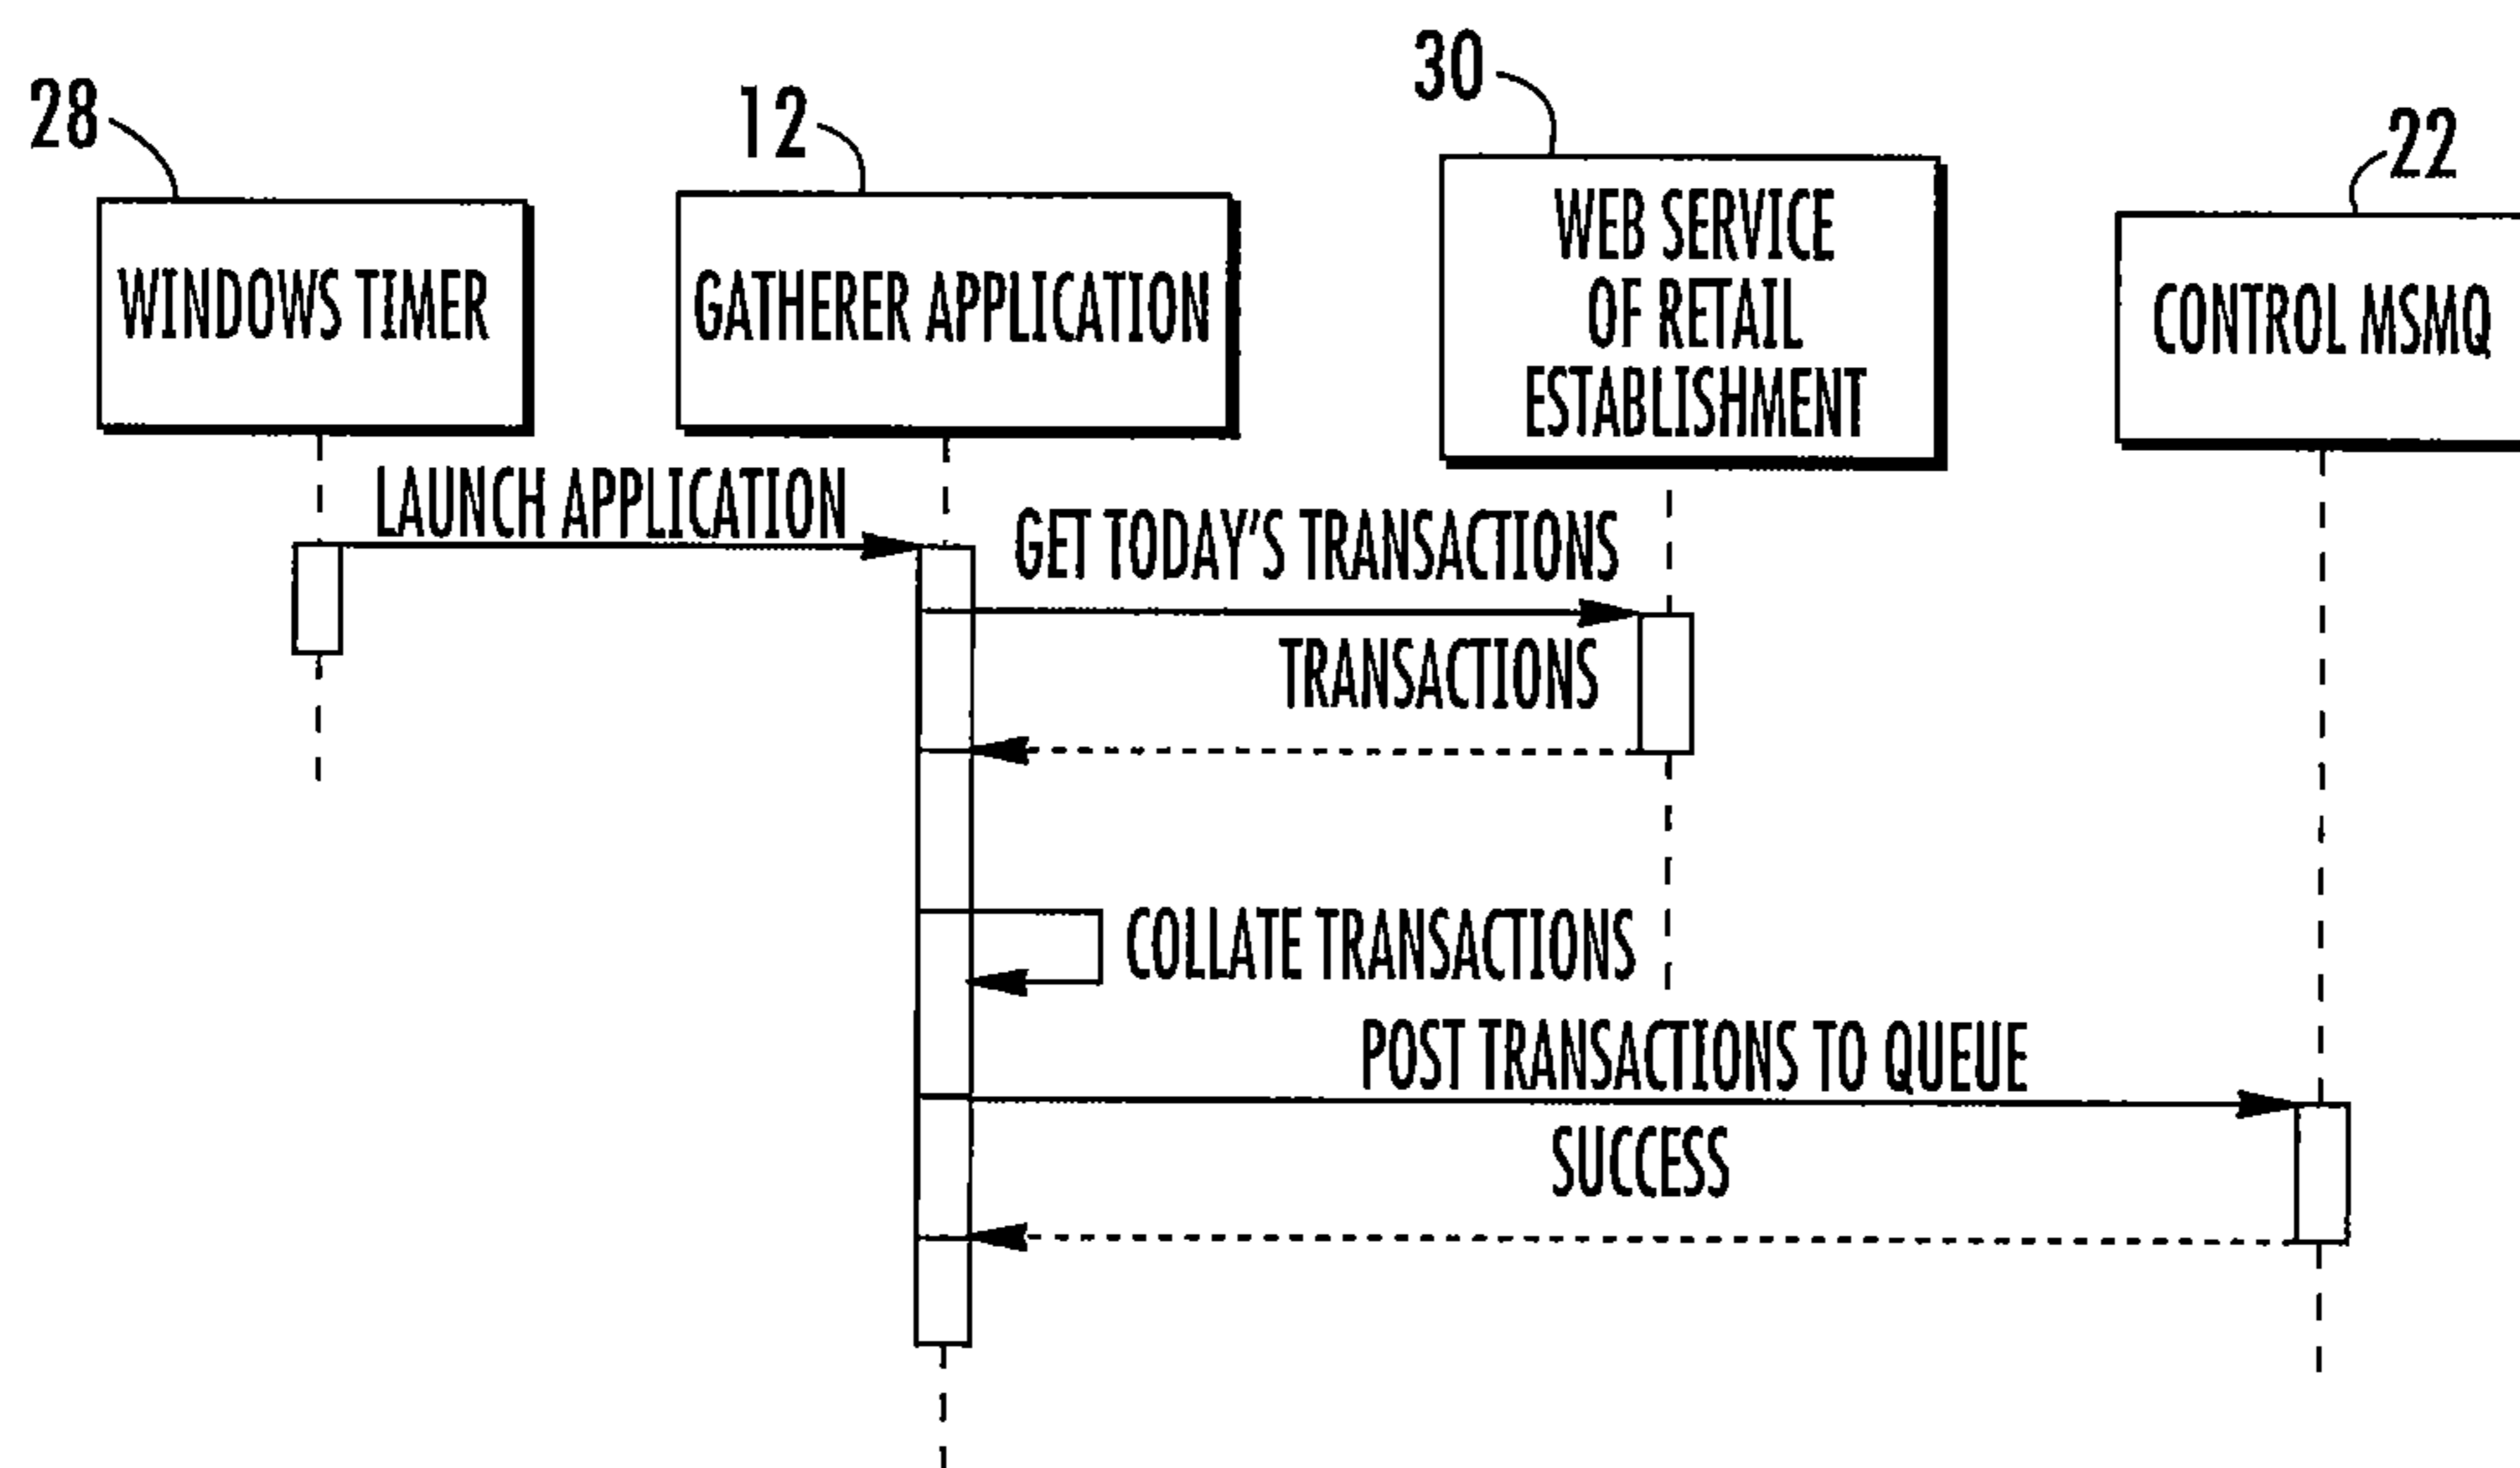 28
12
30
22
WINDOWS TIMER
GATHERER APPLICATION
WEB SERVICE
OF RETAIL
ESTABLISHMENT
CONTROL MSMQ
LAUNCH APPLICATION
GET TODAY'S TRANSACTIONS
TRANSACTIONS
COLLATE TRANSACTIONS
POST TRANSACTIONS TO QUEUE
SUCCESS